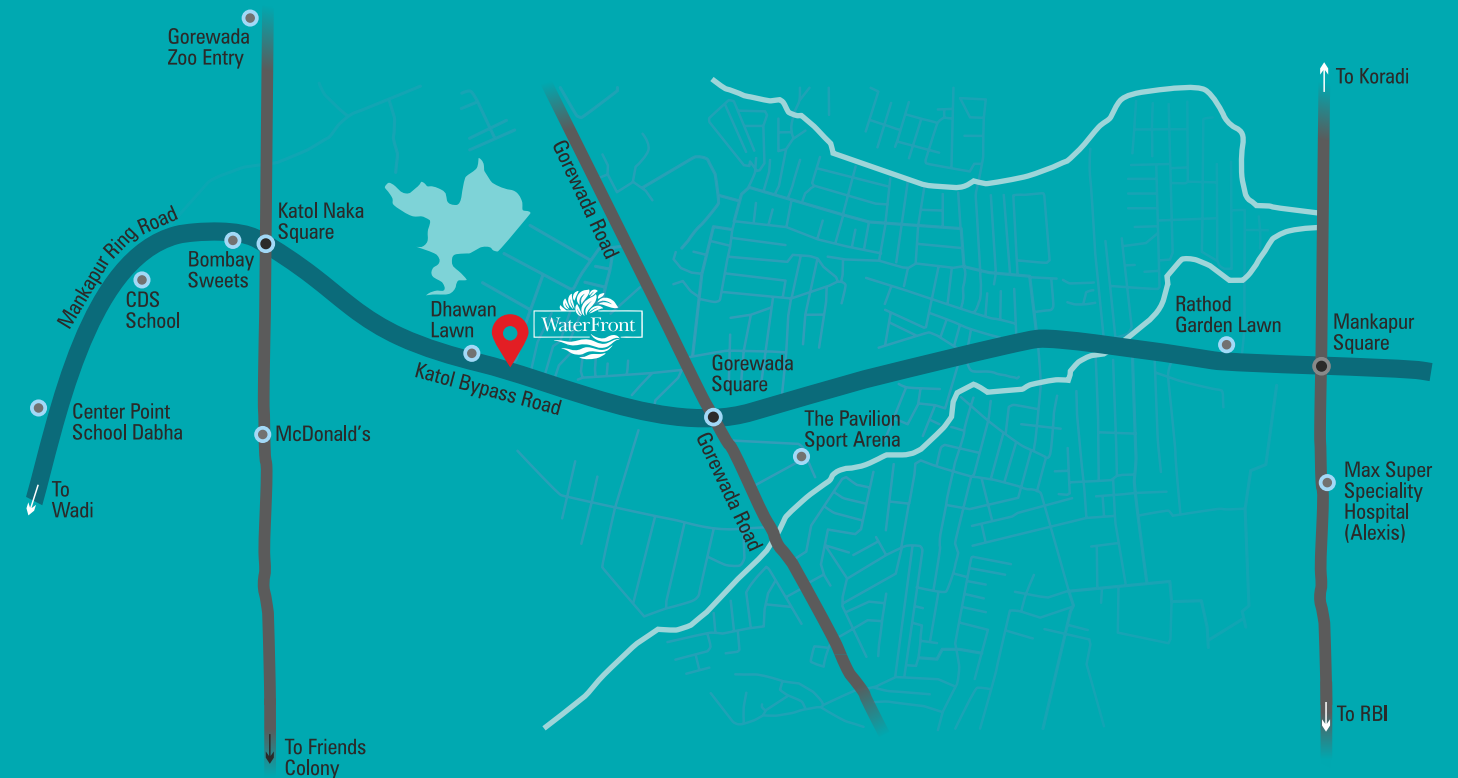 Gorewada
Zoo Entry
To Koradi
Gorewada Road
Mankapur Ring Road
Katol Naka
Square
Bombay
Sweets
CDS
School
Dhawan
Lawn
WaterFront
Rathod
Garden Lawn
Mankapur
Square
Katol Bypass Road
Gorewada
Square
Center Point
School Dabha
McDonald's
The Pavilion
Sport Arena
Gorewada Road
To
Wadi
Max Super
Speciality
Hospital
(Alexis)
To RBI
To Friends
Colony